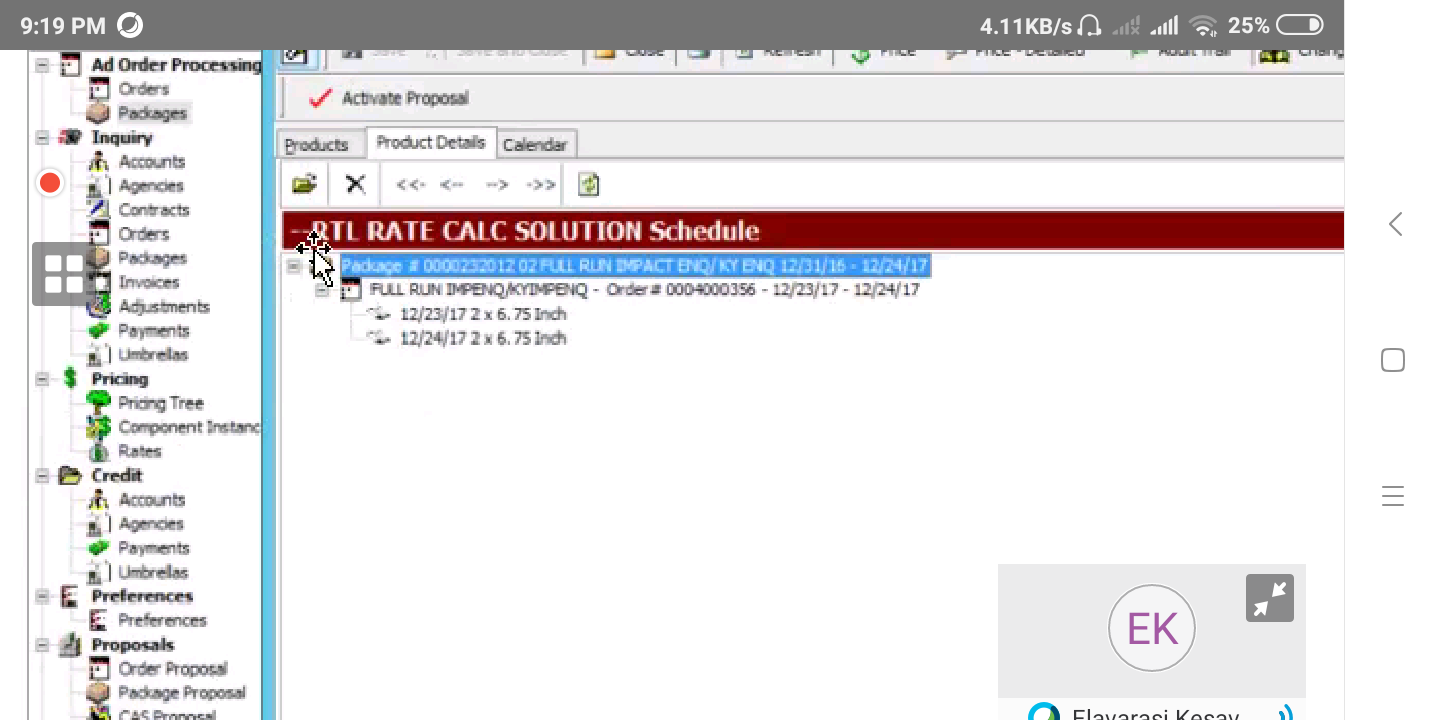 9:19 PM
4.11KB/s 25%
Save Save and Close Close Refresh Price Price - Detailed Audit Trail
Activate Proposal
Products Product Details Calendar
<<- <-- --> ->>
--RTL RATE CALC SOLUTION Schedule
Package # 0000232012 02 FULL RUN IMPACT ENQ/ KY ENQ 12/31/16 - 12/24/17
FULL RUN IMPENQ/KYIMPENQ - Order# 0004000356 - 12/23/17 - 12/24/17
12/23/17 2 x 6.75 Inch
12/24/17 2 x 6.75 Inch
Ad Order Processing
Orders
Packages
Inquiry
Accounts
Agencies
Contracts
Orders
Packages
Invoices
Adjustments
Payments
Umbrellas
Pricing
Pricing Tree
Component Instanc
Rates
Credit
Accounts
Agencies
Payments
Umbrellas
Preferences
Preferences
Proposals
Order Proposal
Package Proposal
CAS Proposal
EK
Elavarasi Kesav